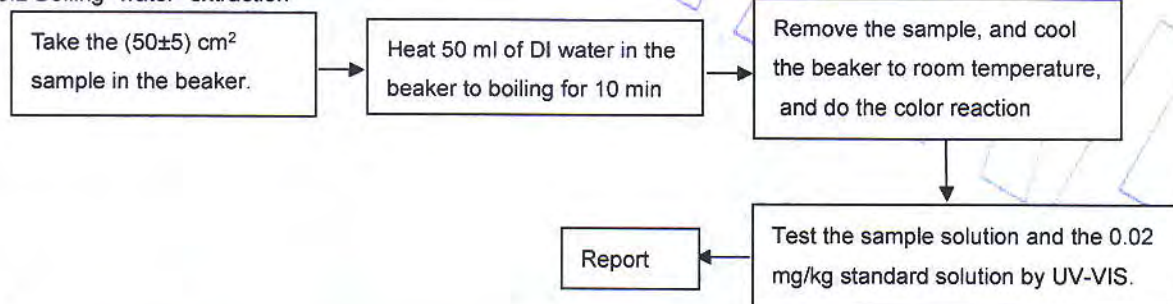 Boiling water extraction
Take the (50±5) cm²
sample in the beaker.
Heat 50 ml of DI water in the
beaker to boiling for 10 min
Remove the sample, and cool
the beaker to room temperature,
and do the color reaction
Test the sample solution and the 0.02
mg/kg standard solution by UV-VIS.
Report